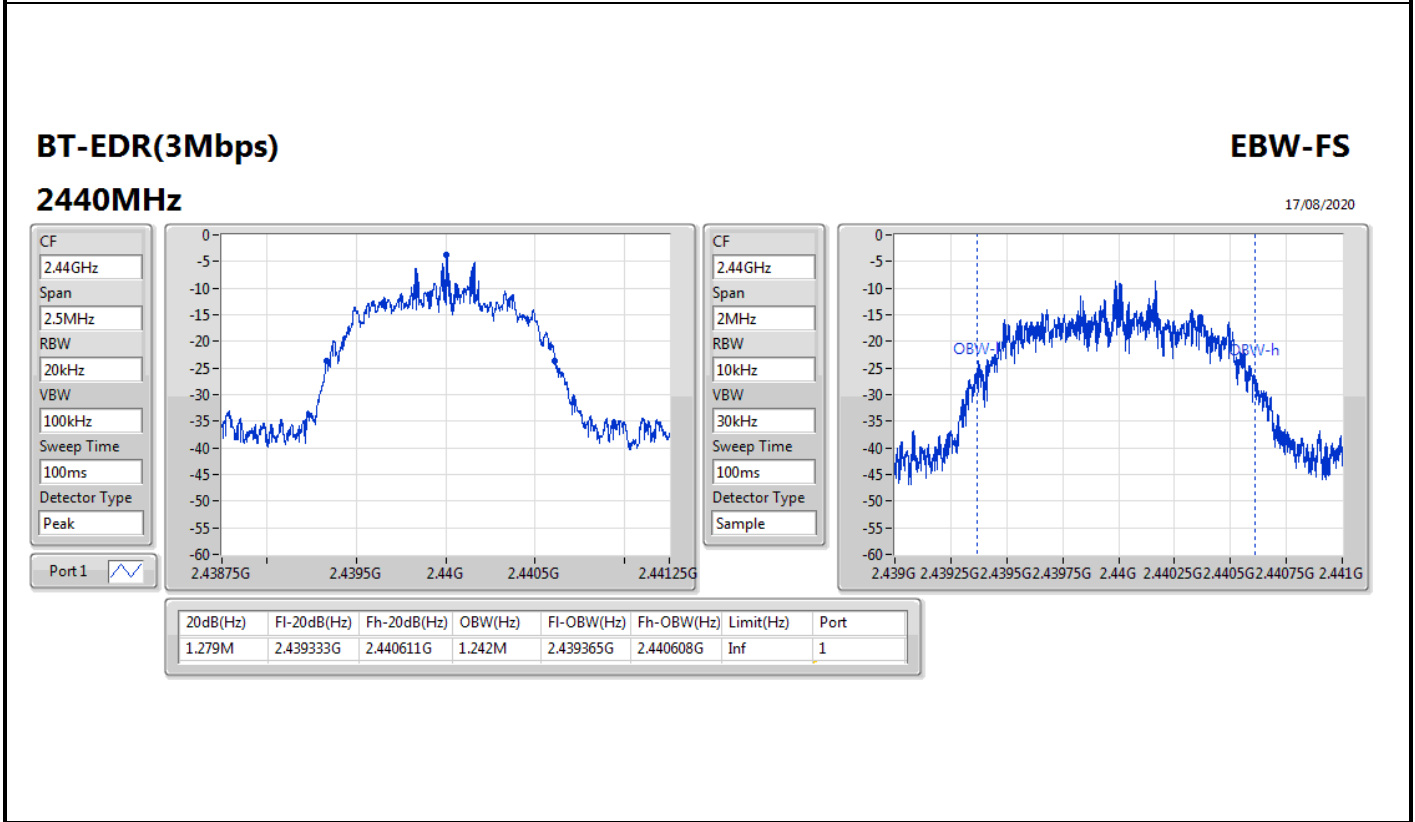 BT-EDR(3Mbps)
EBW-FS
2440MHz
17/08/2020
CF
2.44GHz
Span
2.5MHz
RBW
20kHz
VBW
100kHz
Sweep Time
100ms
Detector Type
Peak
Port 1
0
-5
-10
-15
-20
-25
-30
-35
-40
-45
-50
-55
-60
2.43875G 2.4395G 2.44G 2.4405G 2.44125G
CF
2.44GHz
Span
2MHz
RBW
10kHz
VBW
30kHz
Sweep Time
100ms
Detector Type
Sample
0
-5
-10
-15
-20
-25
-30
-35
-40
-45
-50
-55
-60
OBW-h
2.439G 2.43925G 2.4395G 2.43975G 2.44G 2.44025G 2.4405G 2.44075G 2.441G
20dB(Hz) Fl-20dB(Hz) Fh-20dB(Hz) OBW(Hz) Fl-OBW(Hz) Fh-OBW(Hz) Limit(Hz) Port
1.279M 2.439333G 2.440611G 1.242M 2.439365G 2.440608G Inf 1